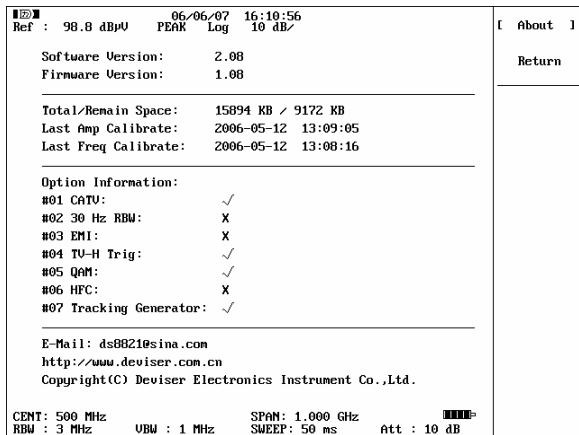 06/06/07 16:10:56
Ref : 98.8 dBµV PEAK Log 10 dB/
[ About ]
Return
Software Version: 2.08
Firmware Version: 1.08
Total/Remain Space: 15894 KB / 9172 KB
Last Amp Calibrate: 2006-05-12 13:09:05
Last Freq Calibrate: 2006-05-12 13:08:16
Option Information:
#01 CATV: √
#02 30 Hz RBW: X
#03 EMI: X
#04 TV-H Trig: √
#05 QAM: √
#06 HFC: X
#07 Tracking Generator: √
E-Mail: ds8821@sina.com
http://www.deviser.com.cn
Copyright(C) Deviser Electronics Instrument Co.,Ltd.
CENT: 500 MHz SPAN: 1.000 GHz
RBW : 3 MHz VBW : 1 MHz SWEEP: 50 ms Att : 10 dB